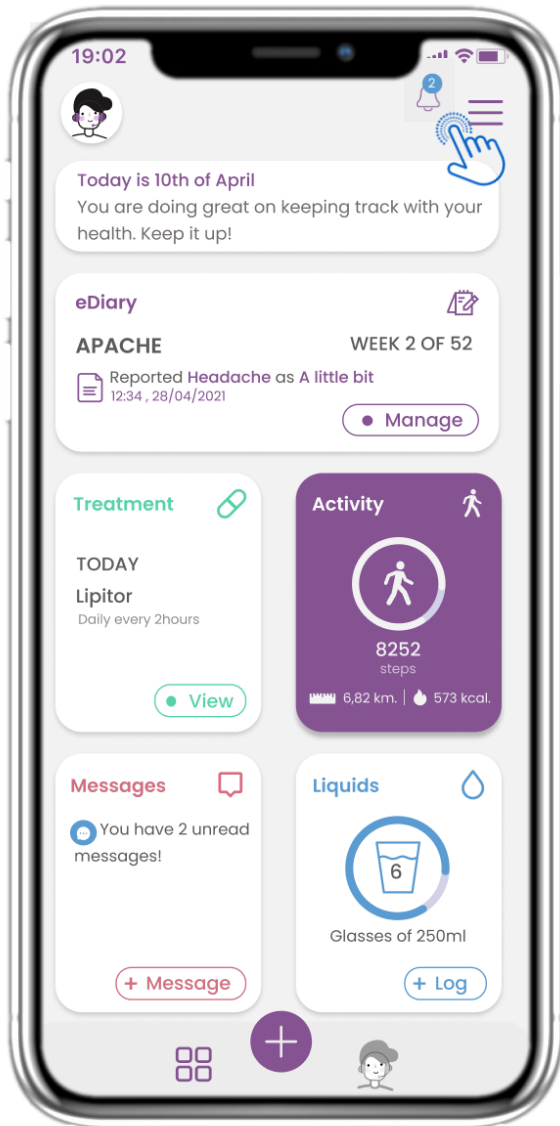 19:02
2
Today is 10th of April
You are doing great on keeping track with your
health. Keep it up!
eDiary
APACHE
WEEK 2 OF 52
Reported Headache as A little bit
12:34 , 28/04/2021
Manage
Treatment
TODAY
Lipitor
Daily every 2hours
View
Activity
8252
steps
6,82 km. | 573 kcal.
Messages
You have 2 unread
messages!
+ Message
Liquids
6
Glasses of 250ml
+ Log